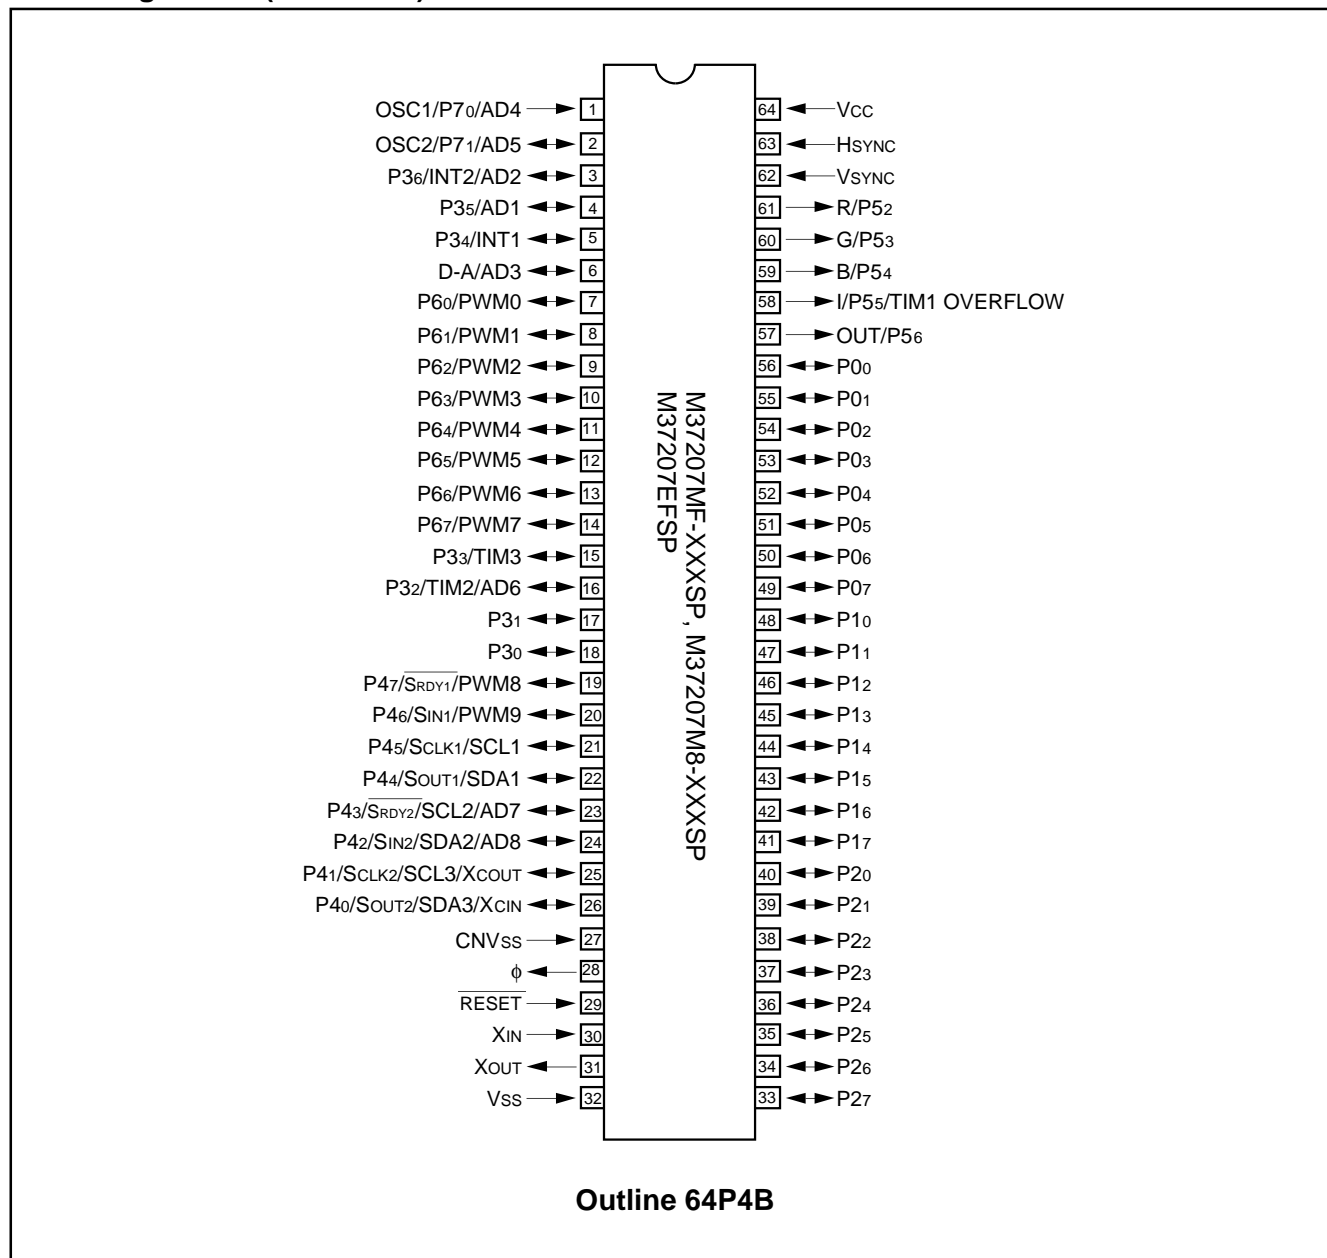 OSC1/P70/AD4 1
OSC2/P71/AD5 2
P36/INT2/AD2 3
P35/AD1 4
P34/INT1 5
D-A/AD3 6
P60/PWM0 7
P61/PWM1 8
P62/PWM2 9
P63/PWM3 10
P64/PWM4 11
P65/PWM5 12
P66/PWM6 13
P67/PWM7 14
P33/TIM3 15
P32/TIM2/AD6 16
P31 17
P30 18
P47/SRDY1/PWM8 19
P46/SIN1/PWM9 20
P45/SCLK1/SCL1 21
P44/SOUT1/SDA1 22
P43/SRDY2/SCL2/AD7 23
P42/SIN2/SDA2/AD8 24
P41/SCLK2/SCL3/XCOUT 25
P40/SOUT2/SDA3/XCIN 26
CNVSS 27
ϕ 28
RESET 29
XIN 30
XOUT 31
VSS 32
M37207MF-XXXSP, M37207M8-XXXSP
M37207EFSP
64 VCC
63 HSYNC
62 VSYNC
61 R/P52
60 G/P53
59 B/P54
58 I/P55/TIM1 OVERFLOW
57 OUT/P56
56 P00
55 P01
54 P02
53 P03
52 P04
51 P05
50 P06
49 P07
48 P10
47 P11
46 P12
45 P13
44 P14
43 P15
42 P16
41 P17
40 P20
39 P21
38 P22
37 P23
36 P24
35 P25
34 P26
33 P27
Outline 64P4B